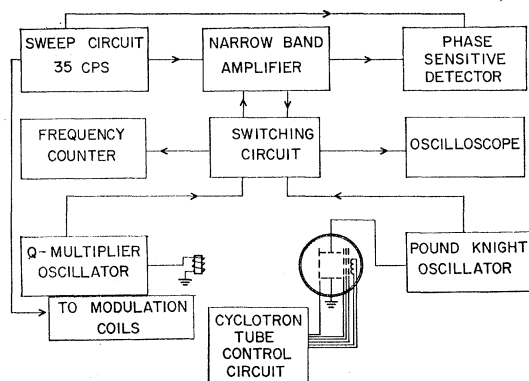 SWEEP CIRCUIT
35 CPS
NARROW BAND
AMPLIFIER
PHASE
SENSITIVE
DETECTOR
FREQUENCY
COUNTER
SWITCHING
CIRCUIT
OSCILLOSCOPE
Q-MULTIPLIER
OSCILLATOR
POUND KNIGHT
OSCILLATOR
TO MODULATION
COILS
CYCLOTRON
TUBE
CONTROL
CIRCUIT